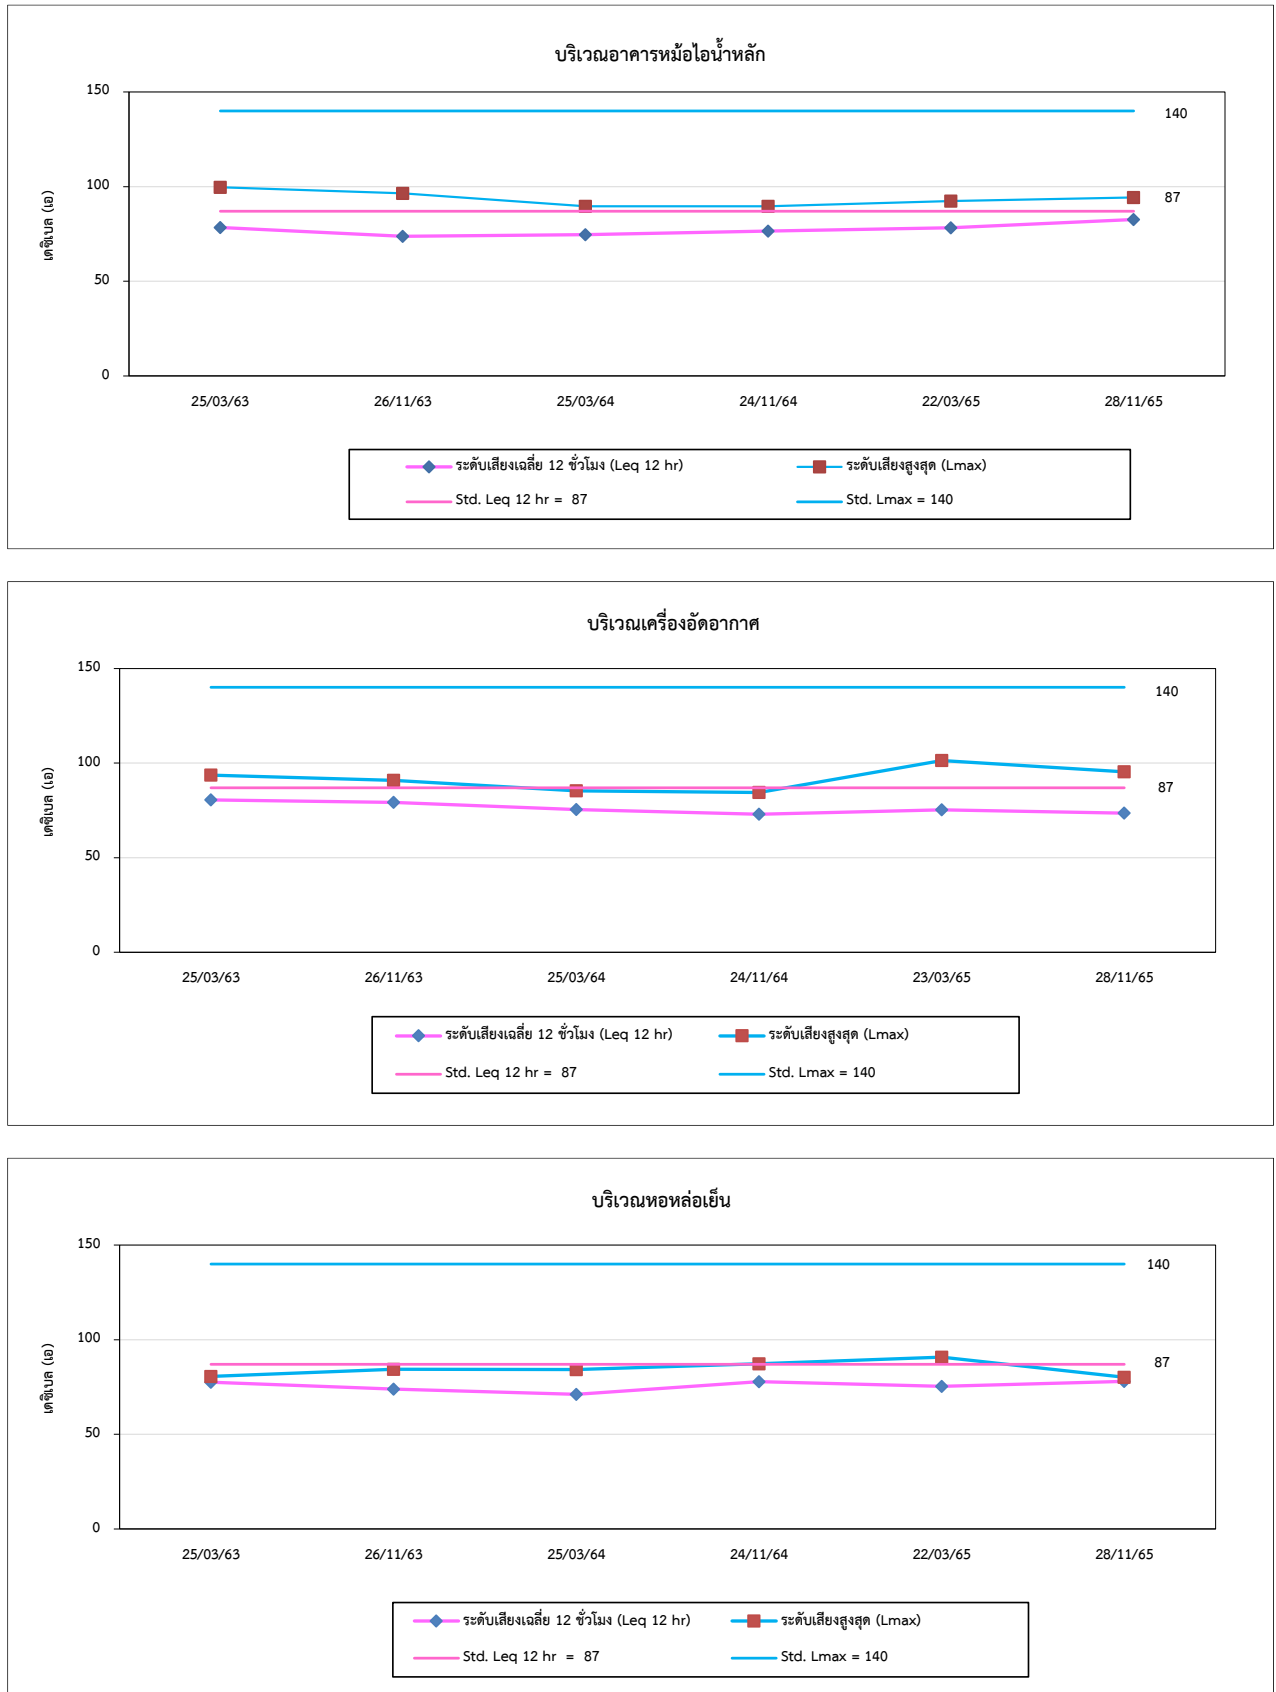 บริเวณอาคารหม้อไอน้ำหลัก
เดซิเบล (เอ)
150
100
50
0
140
87
25/03/63 26/11/63 25/03/64 24/11/64 22/03/65 28/11/65
ระดับเสียงเฉลี่ย 12 ชั่วโมง (Leq 12 hr) ระดับเสียงสูงสุด (Lmax)
Std. Leq 12 hr = 87 Std. Lmax = 140
บริเวณเครื่องอัดอากาศ
เดซิเบล (เอ)
150
100
50
0
140
87
25/03/63 26/11/63 25/03/64 24/11/64 23/03/65 28/11/65
ระดับเสียงเฉลี่ย 12 ชั่วโมง (Leq 12 hr) ระดับเสียงสูงสุด (Lmax)
Std. Leq 12 hr = 87 Std. Lmax = 140
บริเวณหอหล่อเย็น
เดซิเบล (เอ)
150
100
50
0
140
87
25/03/63 26/11/63 25/03/64 24/11/64 22/03/65 28/11/65
ระดับเสียงเฉลี่ย 12 ชั่วโมง (Leq 12 hr) ระดับเสียงสูงสุด (Lmax)
Std. Leq 12 hr = 87 Std. Lmax = 140